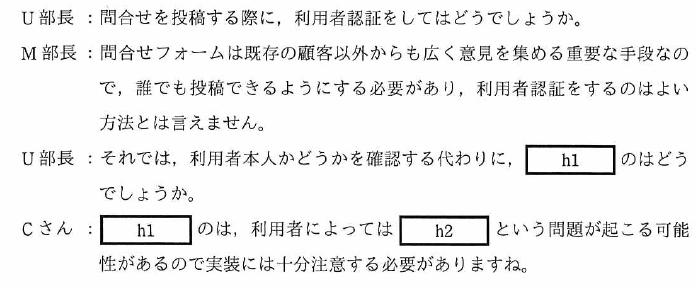 U部長：問合せを投稿する際に，利用者認証をしてはどうでしょうか。
M部長：問合せフォームは既存の顧客以外からも広く意見を集める重要な手段なの
で，誰でも投稿できるようにする必要があり，利用者認証をするのはよい
方法とは言えません。
U部長：それでは，利用者本人かどうかを確認する代わりに， h1 のはどう
でしょうか。
Cさん： h1 のは，利用者によっては h2 という問題が起こる可能
性があるので実装には十分注意する必要がありますね。